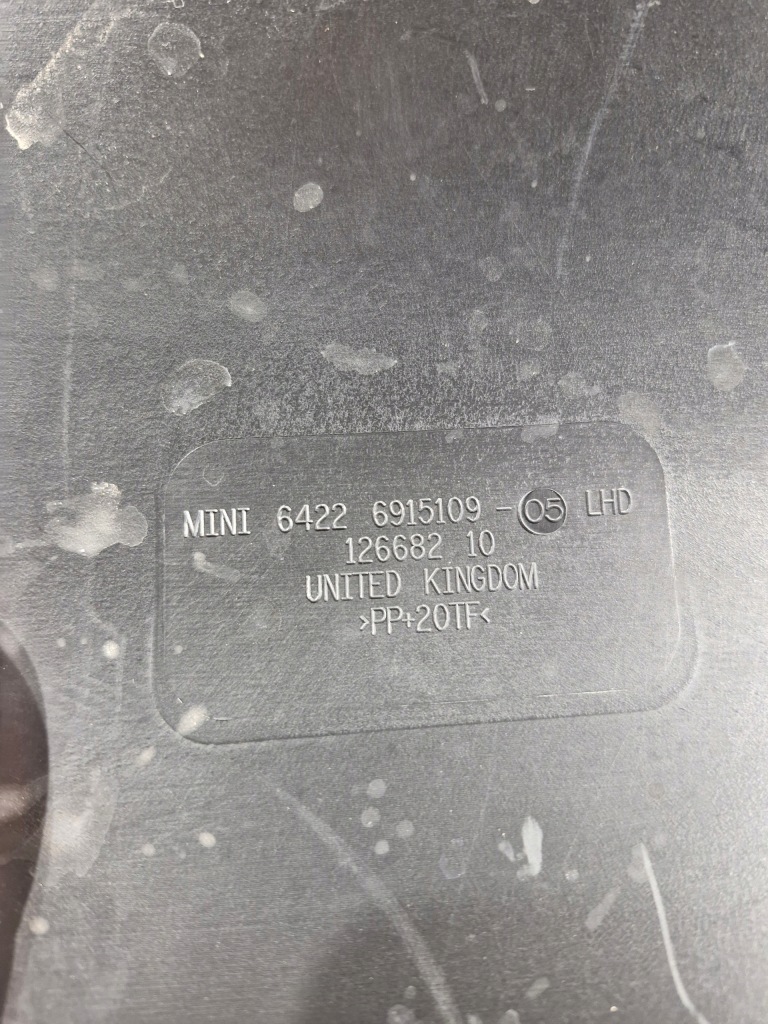 MINI 6422 6915109 - 05 LHD
126682 10
UNITED KINGDOM
>PP+20TF<